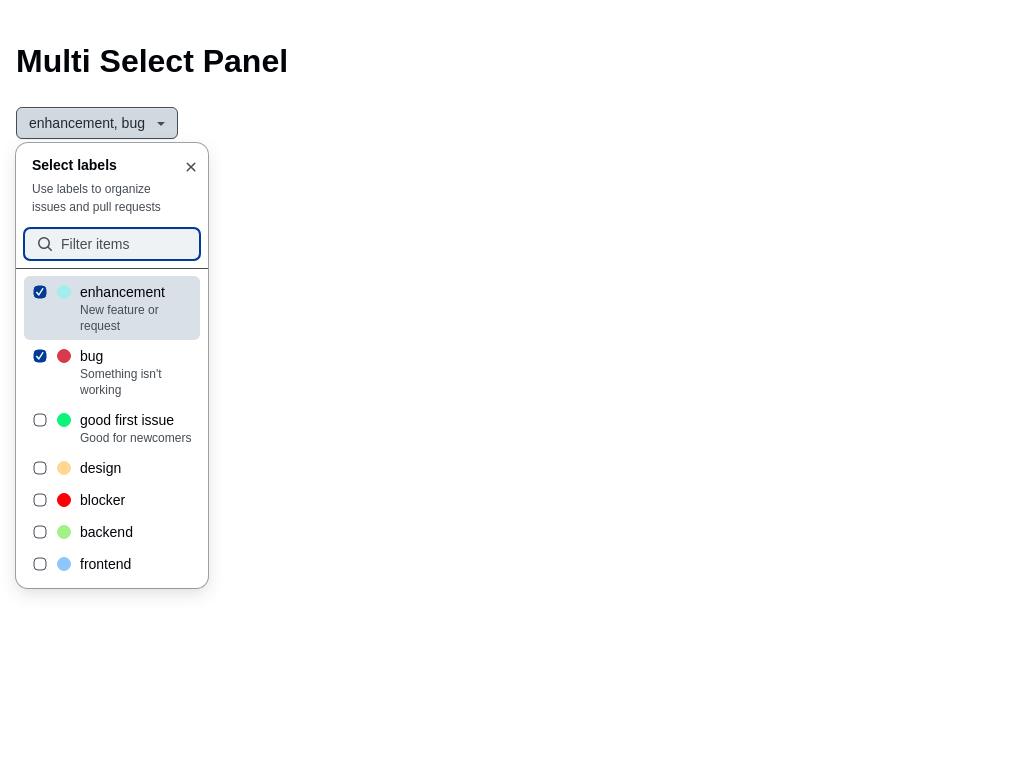 Multi Select Panel
enhancement, bug
Select labels
Use labels to organize
issues and pull requests
Filter items
enhancement
New feature or
request
bug
Something isn't
working
good first issue
Good for newcomers
design
blocker
backend
frontend